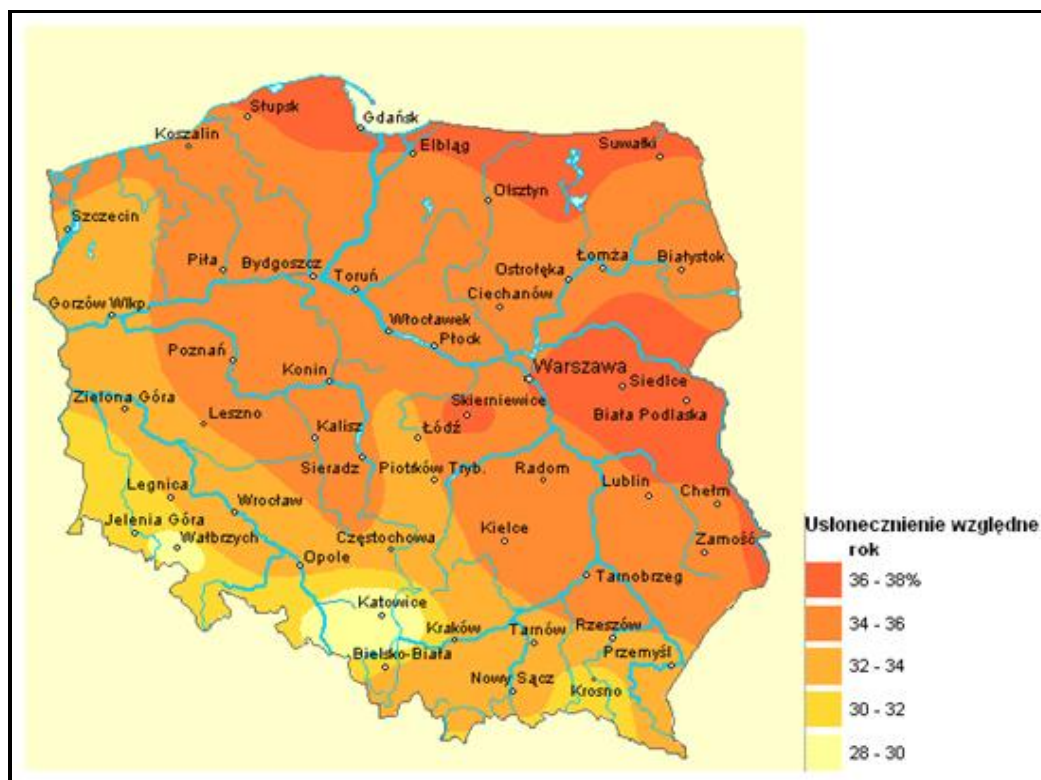 Słupsk
Gdańsk
Koszalin
Elbląg
Suwałki
Olsztyn
Szczecin
Piła
Bydgoszcz
Toruń
Ostrołęka
Łomża
Białystok
Ciechanów
Gorzów Wlkp.
Włocławek
Płock
Poznań
Konin
Warszawa
Siedlce
Zielona Góra
Skierniewice
Biała Podlaska
Leszno
Kalisz
Łódź
Sieradz
Piotrków Tryb.
Radom
Lublin
Chełm
Legnica
Wrocław
Jelenia Góra
Wałbrzych
Częstochowa
Kielce
Zamość
Opole
Tarnobrzeg
Katowice
Kraków
Tarnów
Rzeszów
Bielsko-Biała
Przemyśl
Nowy Sącz
Krosno
Usłonecznienie względne
rok
36 - 38%
34 - 36
32 - 34
30 - 32
28 - 30